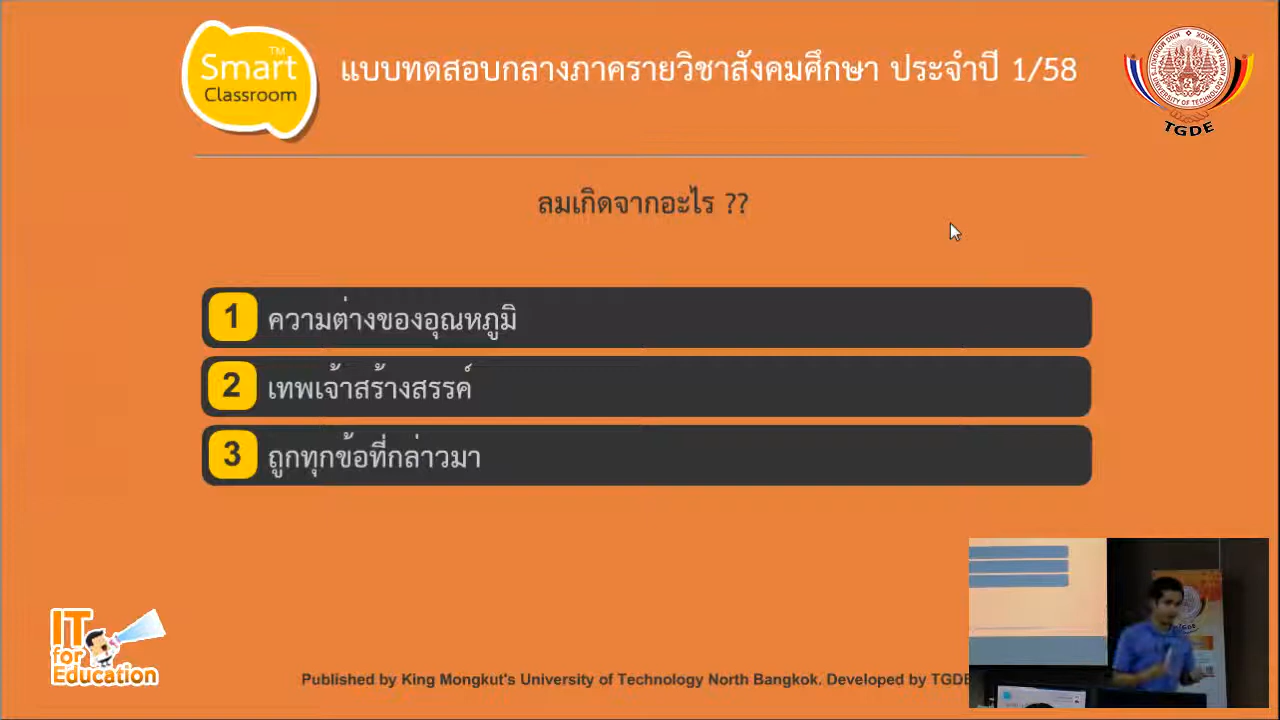 Smart TM
Classroom
แบบทดสอบกลางภาครายวิชาสังคมศึกษา ประจำปี 1/58
TGDE
ลมเกิดจากอะไร ??
1 ความต่างของอุณหภูมิ
2 เทพเจ้าสร้างสรรค์
3 ถูกทุกข้อที่กล่าวมา
IT
for
Education
Published by King Mongkut's University of Technology North Bangkok. Developed by TGDE